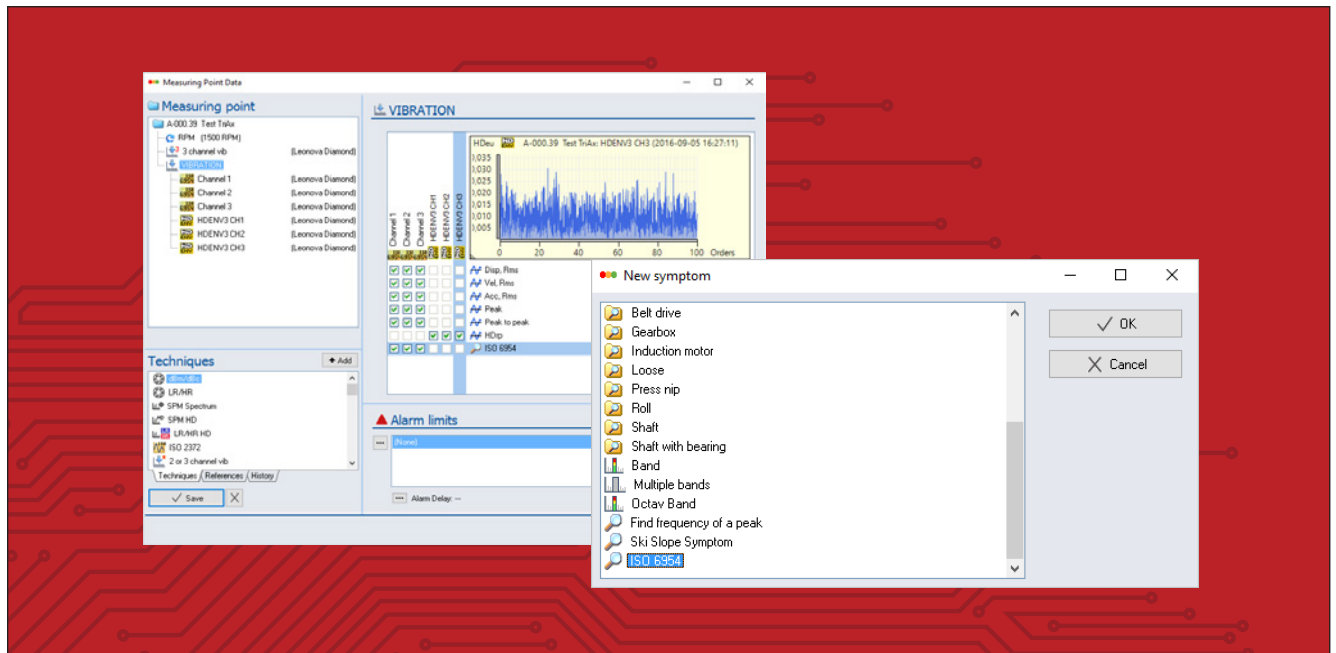 Measuring Point Data
Measuring point
A-000.39 Test TriAx
RPM (1500 RPM)
3 channel vib (Leonova Diamond)
VIBRATION
Channel 1 (Leonova Diamond)
Channel 2 (Leonova Diamond)
Channel 3 (Leonova Diamond)
HDENV3 CH1 (Leonova Diamond)
HDENV3 CH2 (Leonova Diamond)
HDENV3 CH3 (Leonova Diamond)
Techniques
Add
dBm/dBc
LR/HR
SPM Spectrum
SPM HD
LR/HR HD
ISO 2372
2 or 3 channel vib
Techniques References History
Save
VIBRATION
Channel 1
Channel 2
Channel 3
HDENV3 CH1
HDENV3 CH2
HDENV3 CH3
HDeu A-000.39 Test TriAx: HDENV3 CH3 (2016-09-05 16:27:11)
0,035
0,030
0,025
0,020
0,015
0,010
0,005
0 20 40 60 80 100 Orders
Disp, Rms
Vel, Rms
Acc, Rms
Peak
Peak to peak
HDrp
ISO 6954
Alarm limits
(None)
Alarm Delay: --
New symptom
Belt drive
Gearbox
Induction motor
Loose
Press nip
Roll
Shaft
Shaft with bearing
Band
Multiple bands
Octav Band
Find frequency of a peak
Ski Slope Symptom
ISO 6954
OK
Cancel